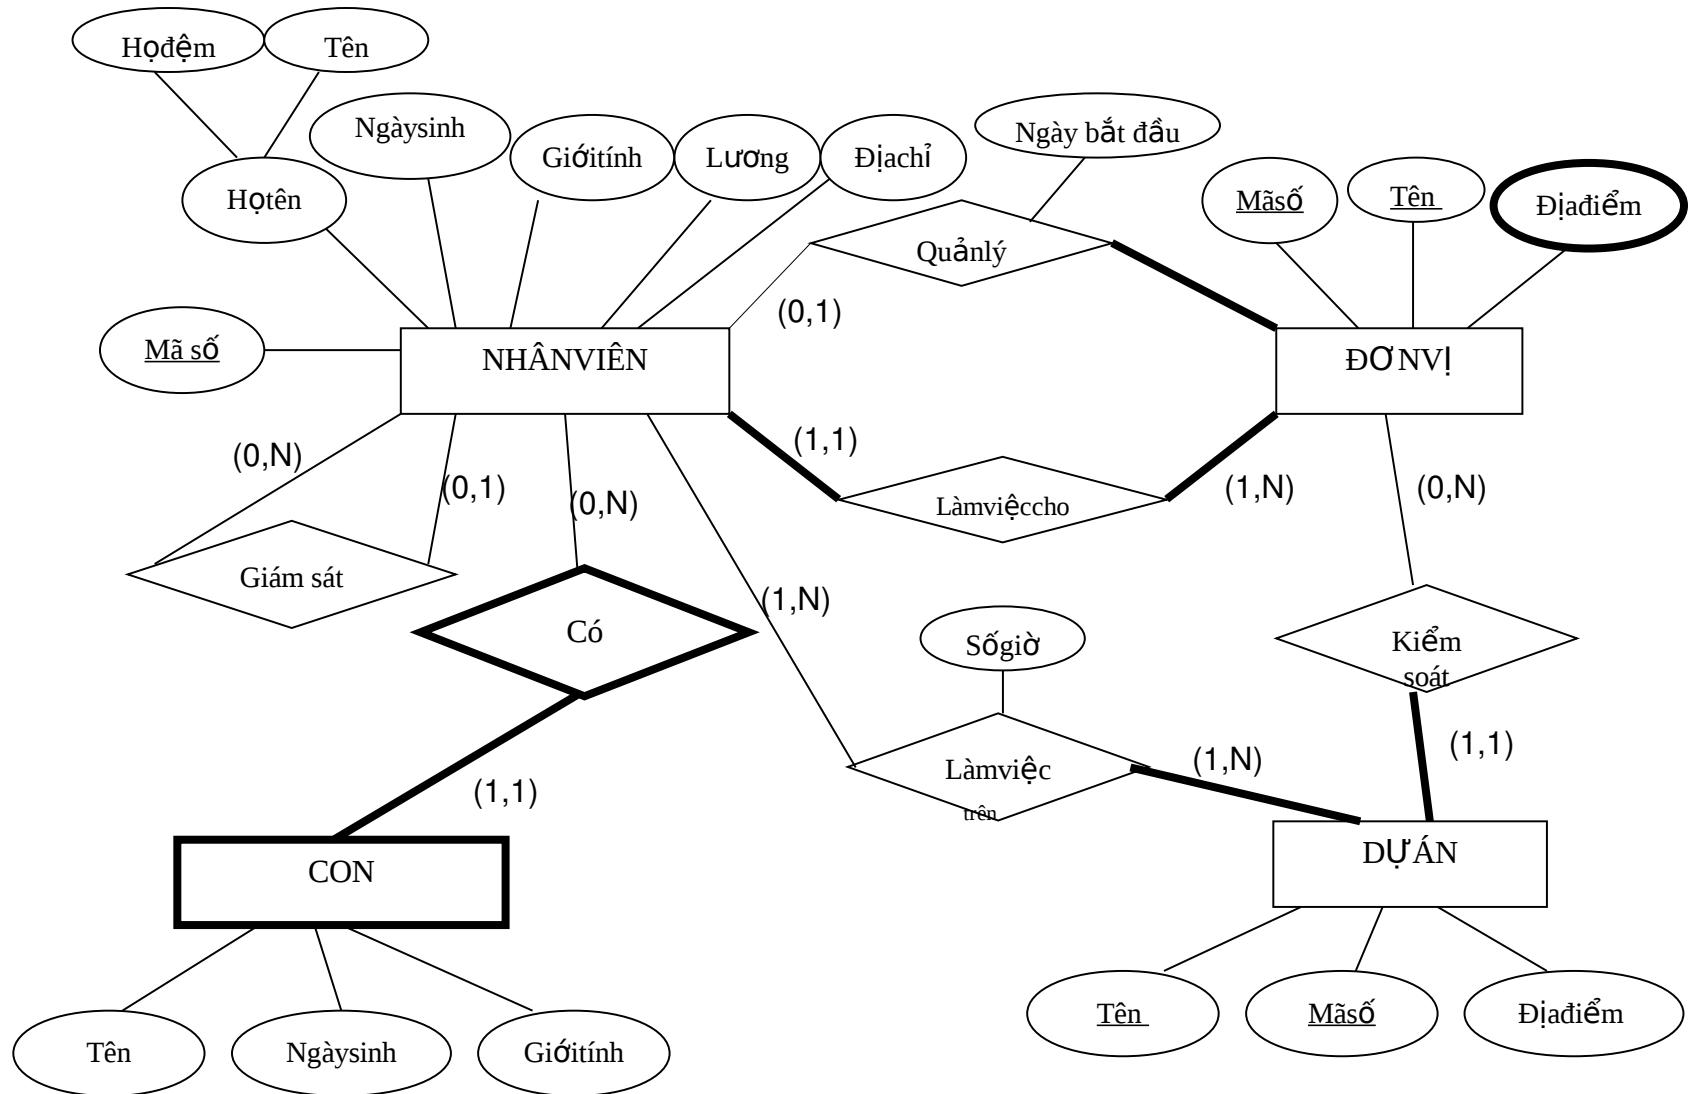 Họđệm
Tên
Ngàysinh
Giớitính
Lương
Địachỉ
Ngày bắt đầu
Họtên
Mãsố
Tên
Địađiểm
Quảnlý
(0,1)
Mã số
NHÂNVIÊN
ĐƠNVỊ
(0,N)
(0,1)
(0,N)
(1,1)
Làmviệccho
(1,N)
(0,N)
Giám sát
Có
(1,N)
Sốgiờ
Kiểm
soát
(1,1)
Làmviệc
trên
(1,N)
(1,1)
CON
DỰÁN
Tên
Ngàysinh
Giớitính
Tên
Mãsố
Địađiểm